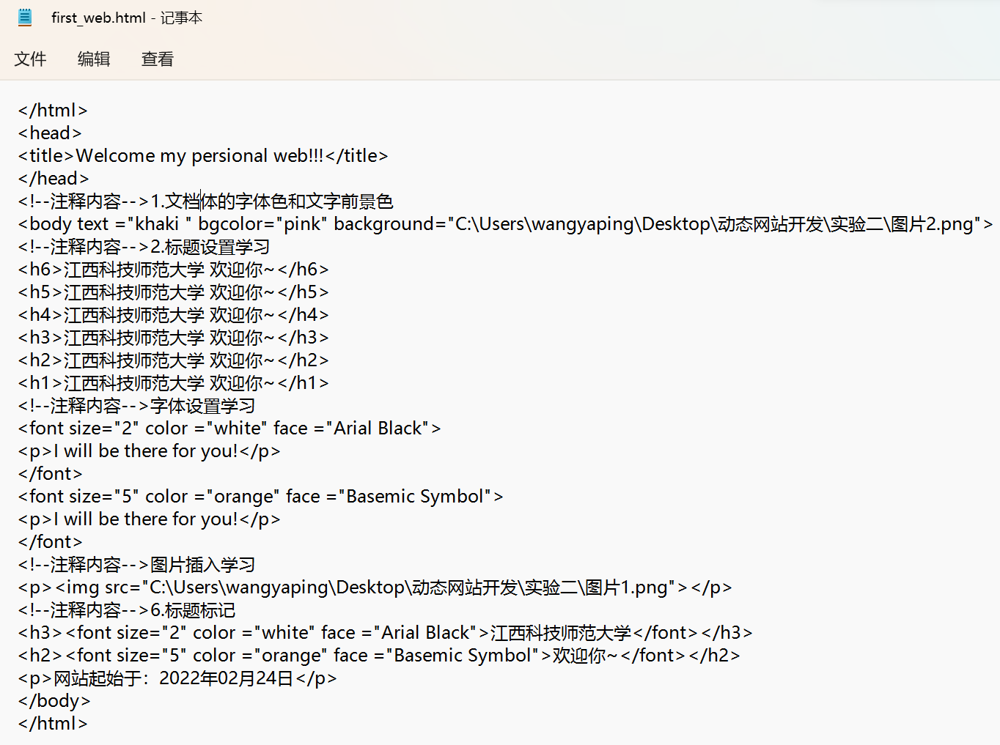 first_web.html - 记事本
文件 编辑 查看
</html>
<head>
<title>Welcome my persional web!!!</title>
</head>
<!--注释内容-->1.文档体的字体色和文字前景色
<body text ="khaki " bgcolor="pink" background="C:\Users\wangyaping\Desktop\动态网站开发\实验二\图片2.png">
<!--注释内容-->2.标题设置学习
<h6>江西科技师范大学 欢迎你~</h6>
<h5>江西科技师范大学 欢迎你~</h5>
<h4>江西科技师范大学 欢迎你~</h4>
<h3>江西科技师范大学 欢迎你~</h3>
<h2>江西科技师范大学 欢迎你~</h2>
<h1>江西科技师范大学 欢迎你~</h1>
<!--注释内容-->字体设置学习
<font size="2" color ="white" face ="Arial Black">
<p>I will be there for you!</p>
</font>
<font size="5" color ="orange" face ="Basemic Symbol">
<p>I will be there for you!</p>
</font>
<!--注释内容-->图片插入学习
<p><img src="C:\Users\wangyaping\Desktop\动态网站开发\实验二\图片1.png"></p>
<!--注释内容-->6.标题标记
<h3><font size="2" color ="white" face ="Arial Black">江西科技师范大学</font></h3>
<h2><font size="5" color ="orange" face ="Basemic Symbol">欢迎你~</font></h2>
<p>网站起始于：2022年02月24日</p>
</body>
</html>